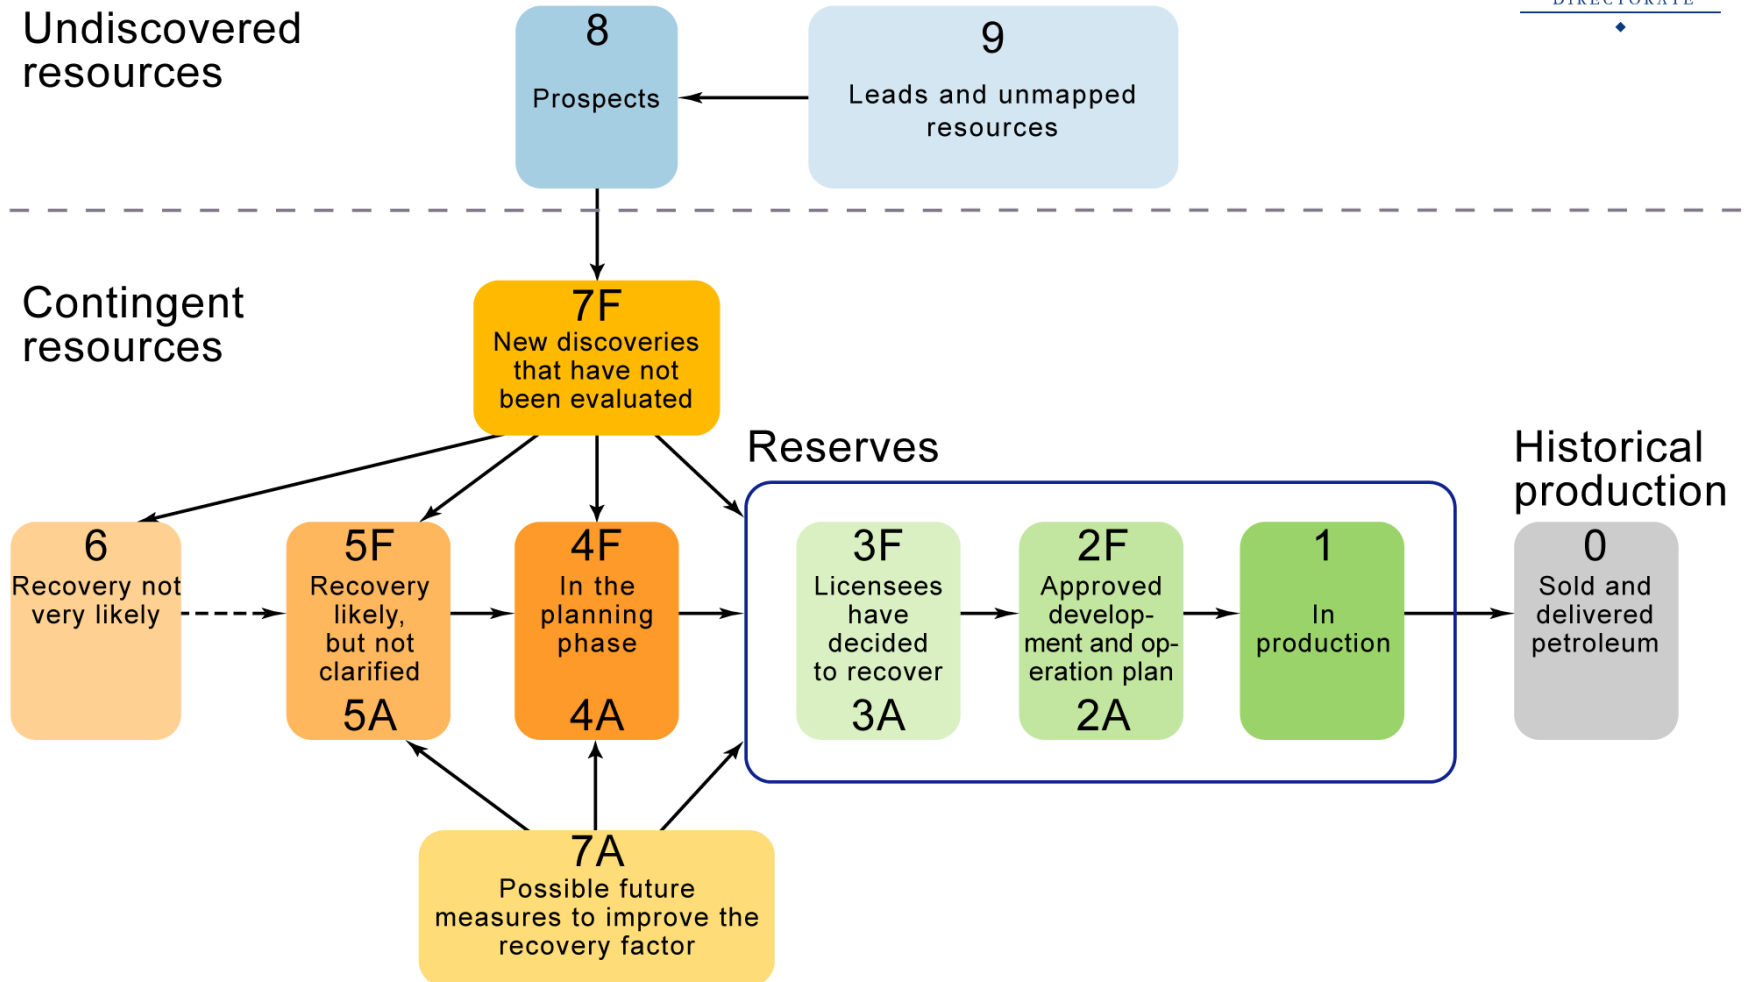 DIRECTORATE
Undiscovered
resources
8
Prospects
9
Leads and unmapped
resources
Contingent
resources
7F
New discoveries
that have not
been evaluated
Reserves
Historical
production
6
Recovery not
very likely
5F
Recovery
likely,
but not
clarified
5A
4F
In the
planning
phase
4A
3F
Licensees
have
decided
to recover
3A
2F
Approved
develop-
ment and op-
eration plan
2A
1
In
production
0
Sold and
delivered
petroleum
7A
Possible future
measures to improve the
recovery factor